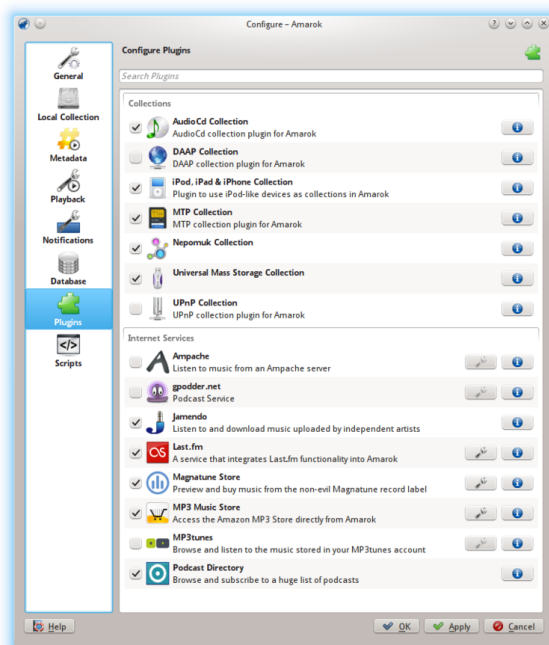 Configure – Amarok
General
Local Collection
Metadata
Playback
Notifications
Database
Plugins
</>
Scripts
Configure Plugins
Search Plugins
Collections
AudioCd Collection
AudioCd collection plugin for Amarok
DAAP Collection
DAAP collection plugin for Amarok
iPod, iPad & iPhone Collection
Plugin to use iPod-like devices as collections in Amarok
MTP Collection
MTP collection plugin for Amarok
Nepomuk Collection
Universal Mass Storage Collection
UPnP Collection
UPnP collection plugin for Amarok
Internet Services
Ampache
Listen to music from an Ampache server
gpodder.net
Podcast Service
Jamendo
Listen to and download music uploaded by independent artists
Last.fm
A service that integrates Last.fm functionality into Amarok
Magnatune Store
Preview and buy music from the non-evil Magnatune record label
MP3 Music Store
Access the Amazon MP3 Store directly from Amarok
MP3tunes
Browse and listen to the music stored in your MP3tunes account
Podcast Directory
Browse and subscribe to a huge list of podcasts
Help
OK
Apply
Cancel